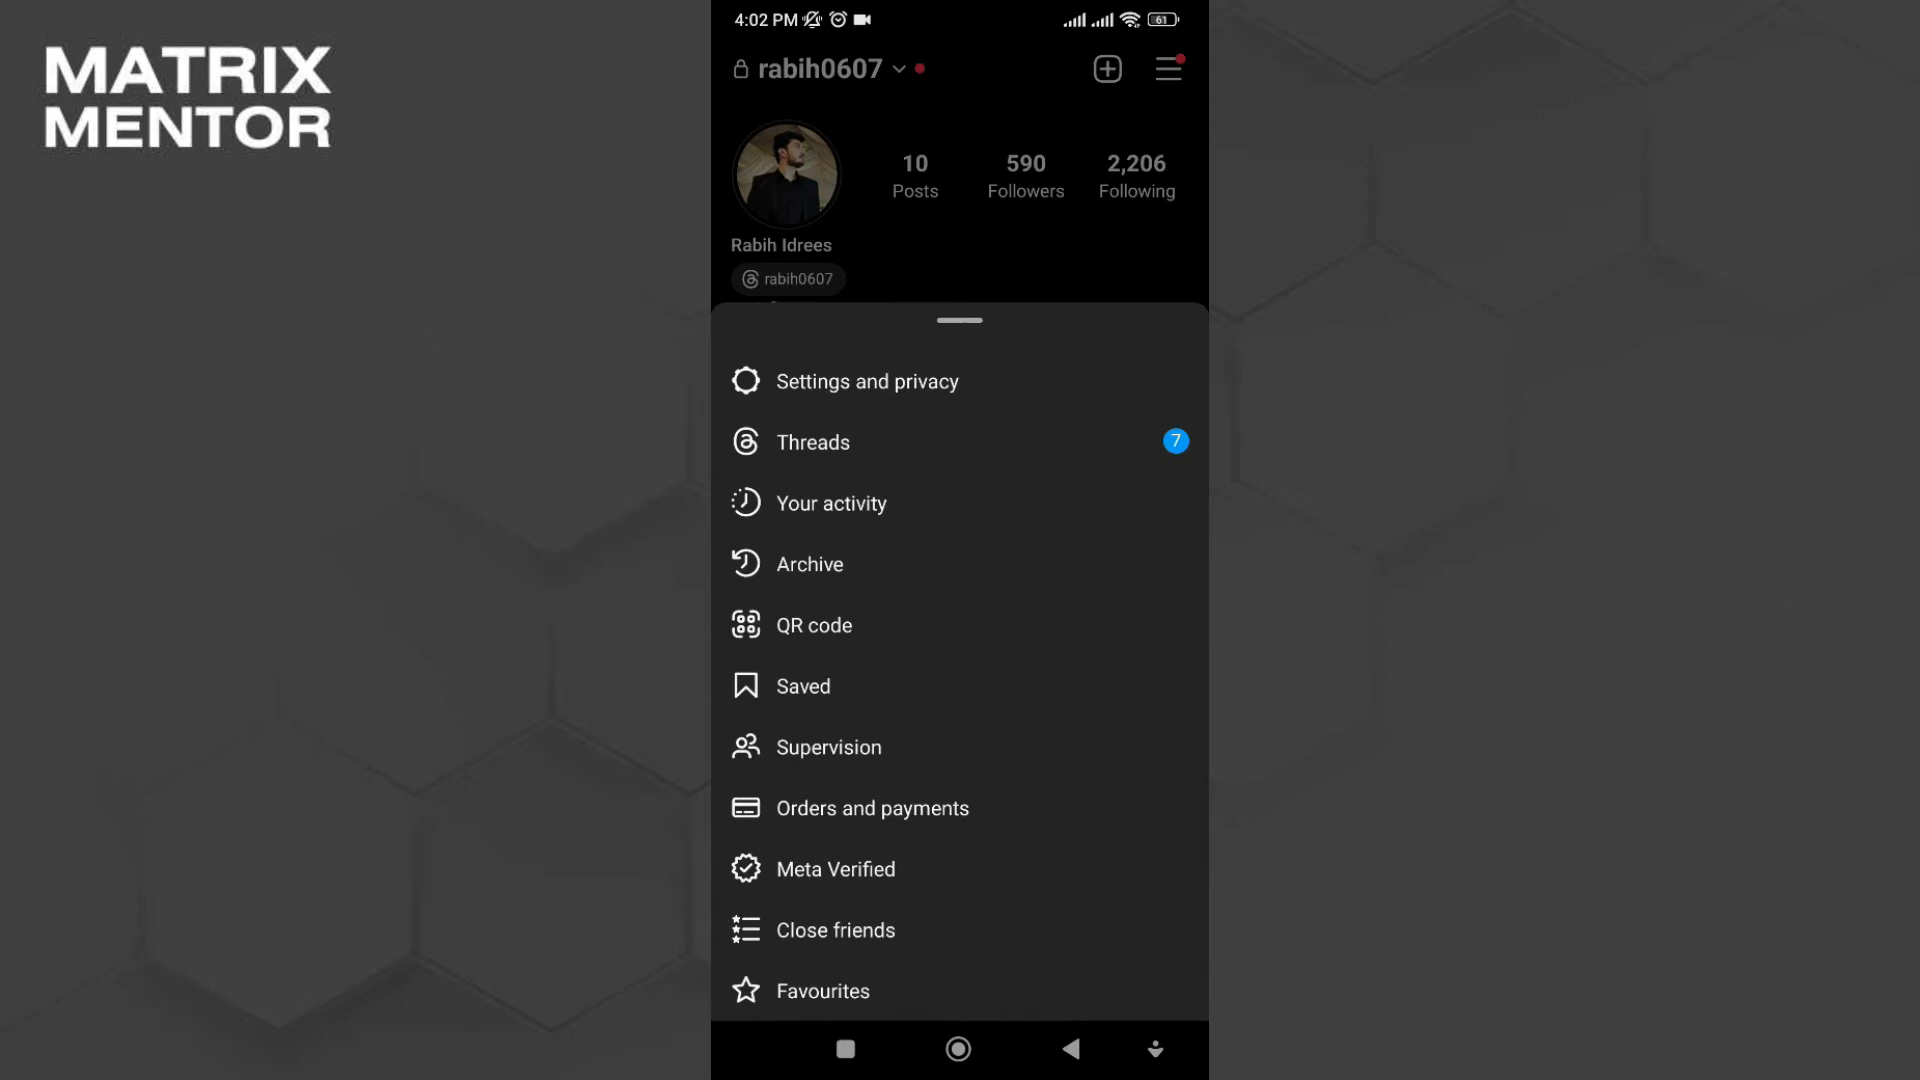 MATRIX
MENTOR
4:02 PM
61
rabih0607
10
590
2,206
Posts
Followers
Following
Rabih Idrees
rabih0607
Settings and privacy
Threads
7
Your activity
Archive
QR code
Saved
Supervision
Orders and payments
Meta Verified
Close friends
Favourites